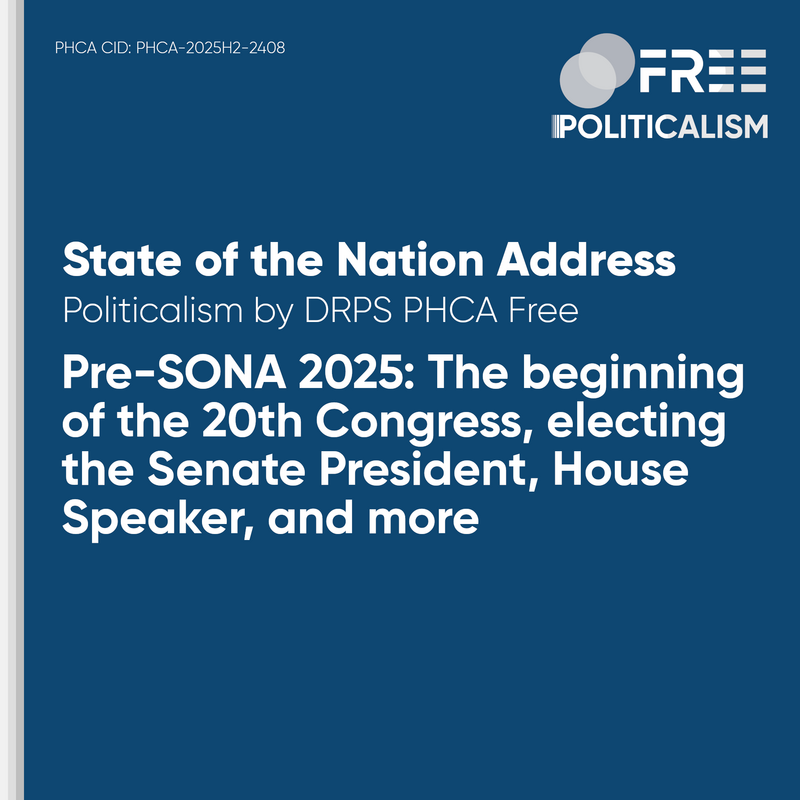 PHCA CID: PHCA-2025H2-2408
FREE
POLITICALISM
State of the Nation Address
Politicalism by DRPS PHCA Free
Pre-SONA 2025: The beginning
of the 20th Congress, electing
the Senate President, House
Speaker, and more